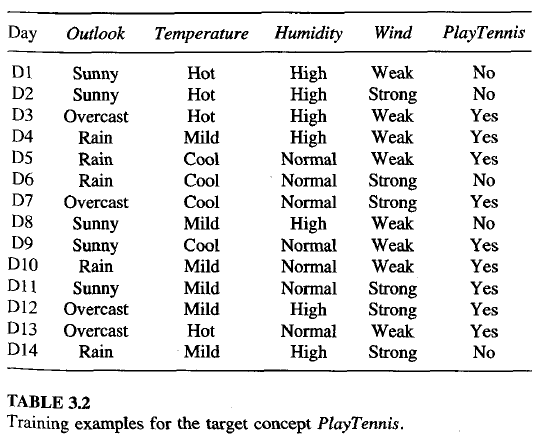 Day Outlook Temperature Humidity Wind PlayTennis
D1 Sunny Hot High Weak No
D2 Sunny Hot High Strong No
D3 Overcast Hot High Weak Yes
D4 Rain Mild High Weak Yes
D5 Rain Cool Normal Weak Yes
D6 Rain Cool Normal Strong No
D7 Overcast Cool Normal Strong Yes
D8 Sunny Mild High Weak No
D9 Sunny Cool Normal Weak Yes
D10 Rain Mild Normal Weak Yes
D11 Sunny Mild Normal Strong Yes
D12 Overcast Mild High Strong Yes
D13 Overcast Hot Normal Weak Yes
D14 Rain Mild High Strong No
TABLE 3.2
Training examples for the target concept PlayTennis.